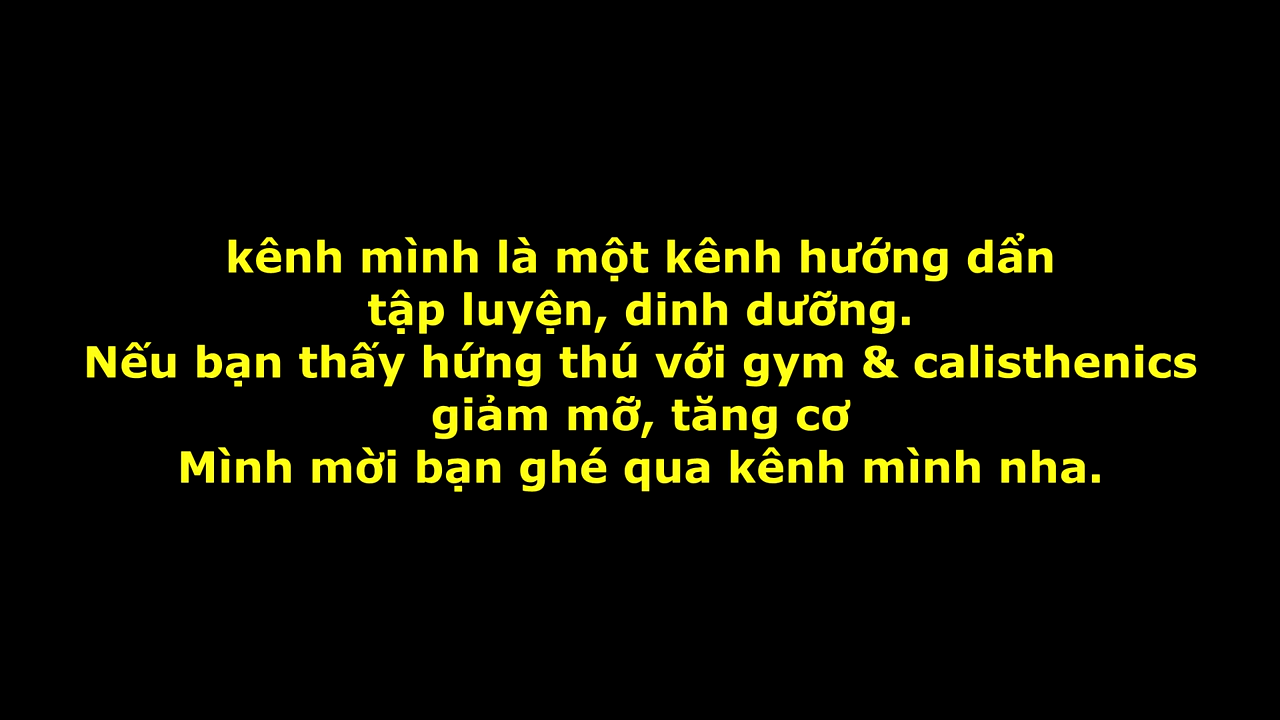 kênh mình là một kênh hướng dẩn
tập luyện, dinh dưỡng.
Nếu bạn thấy hứng thú với gym & calisthenics
giảm mỡ, tăng cơ
Mình mời bạn ghé qua kênh mình nha.